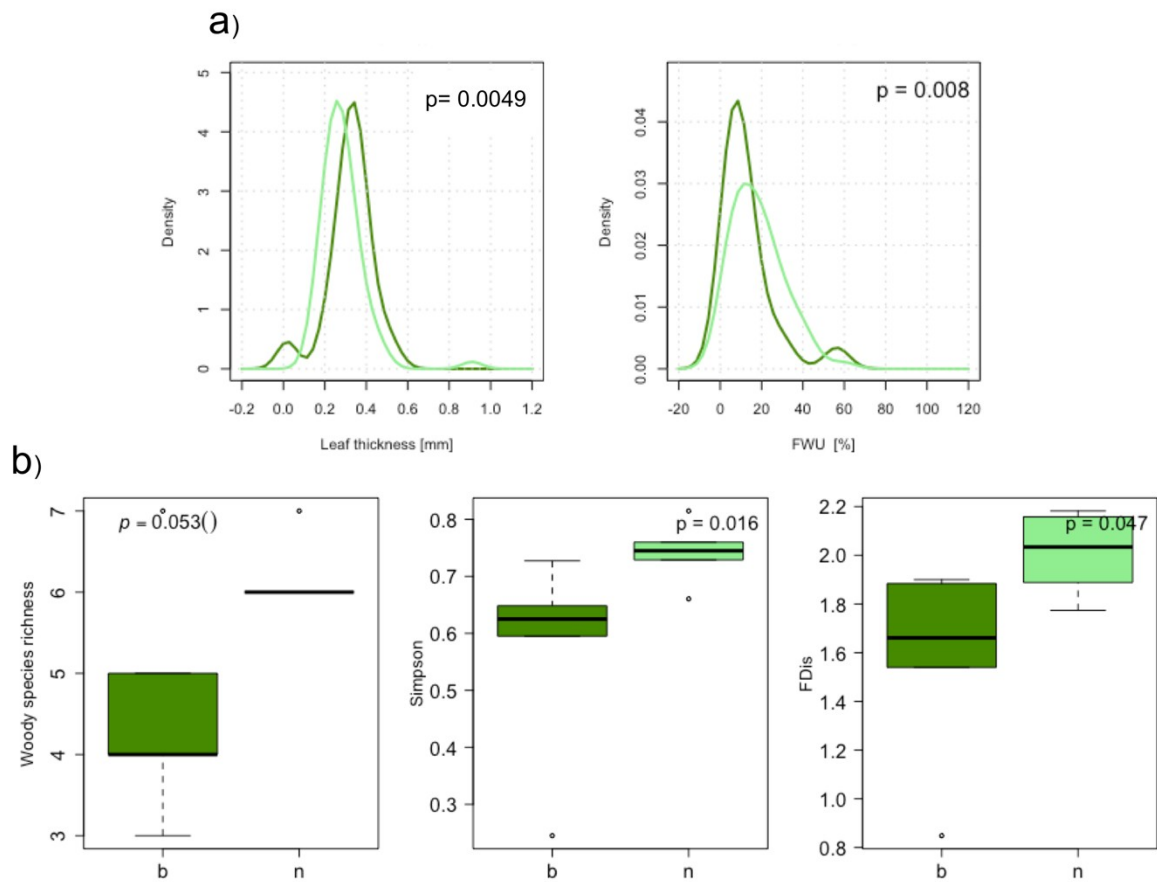 a)
p= 0.0049
Density
0
1
2
3
4
5
-0.2 0.0 0.2 0.4 0.6 0.8 1.0 1.2
Leaf thickness [mm]
p = 0.008
Density
0.00
0.01
0.02
0.03
0.04
-20 0 20 40 60 80 100 120
FWU [%]
b)
p = 0.053()
Woody species richness
3
4
5
6
7
b n
p = 0.016
Simpson
0.3
0.4
0.5
0.6
0.7
0.8
b n
p = 0.047
FDis
0.8
1.0
1.2
1.4
1.6
1.8
2.0
2.2
b n